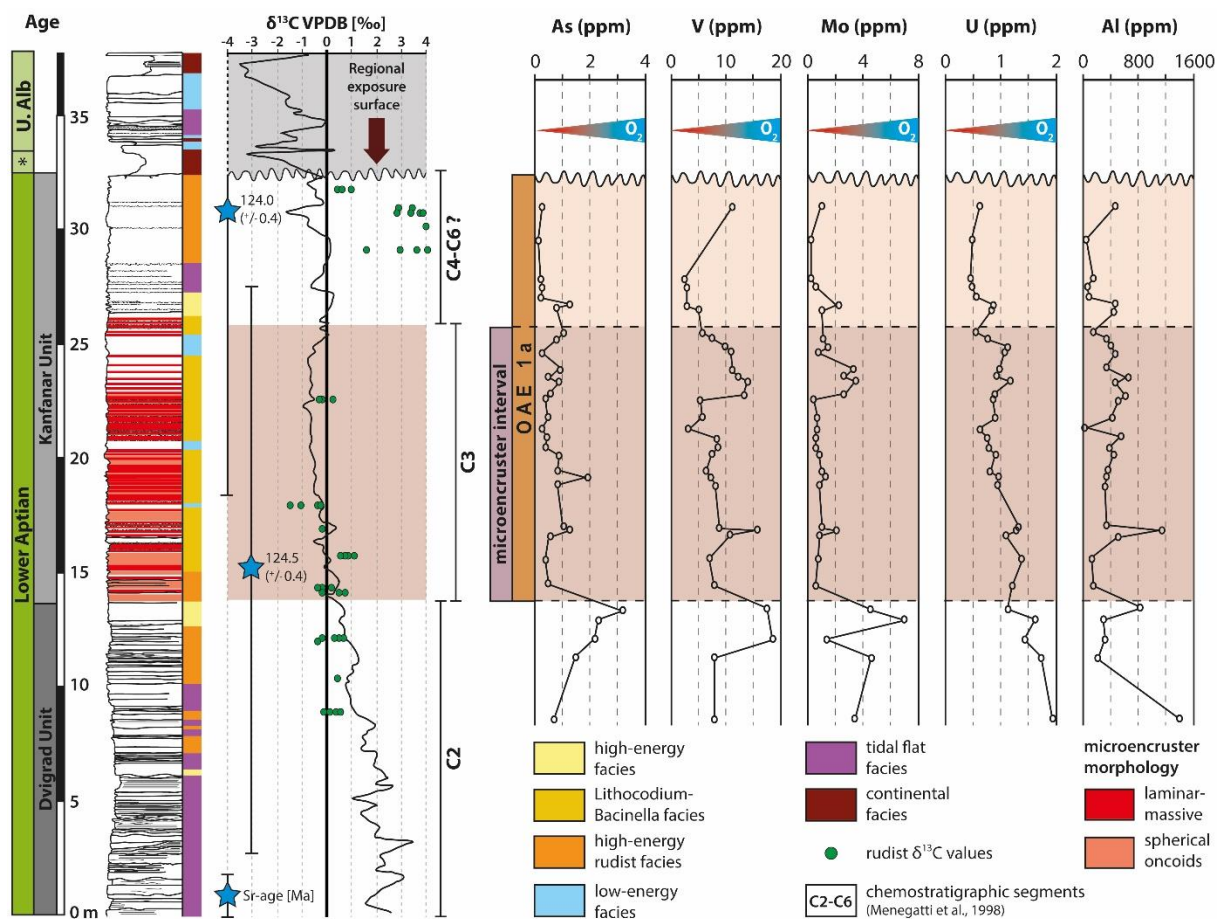 Age
δ¹³C VPDB [‰]
-4 -3 -2 -1 0 1 2 3 4
As (ppm)
0 2 4
V (ppm)
0 10 20
Mo (ppm)
0 4 8
U (ppm)
0 1 2
Al (ppm)
0 800 1600
U. Alb
*
Lower Aptian
Kanfanar Unit
Dvigrad Unit
35
30
25
20
15
10
5
0 m
Regional
exposure
surface
O₂
O₂
O₂
O₂
124.0
(+/-0.4)
124.5
(+/-0.4)
Sr-age [Ma]
C4-C6 ?
C3
C2
microencruster interval
OAE 1a
high-energy
facies
Lithocodium-
Bacinella facies
high-energy
rudist facies
low-energy
facies
tidal flat
facies
continental
facies
rudist δ¹³C values
C2-C6
chemostratigraphic segments
(Menegatti et al., 1998)
microencruster
morphology
laminar-
massive
spherical
oncoids